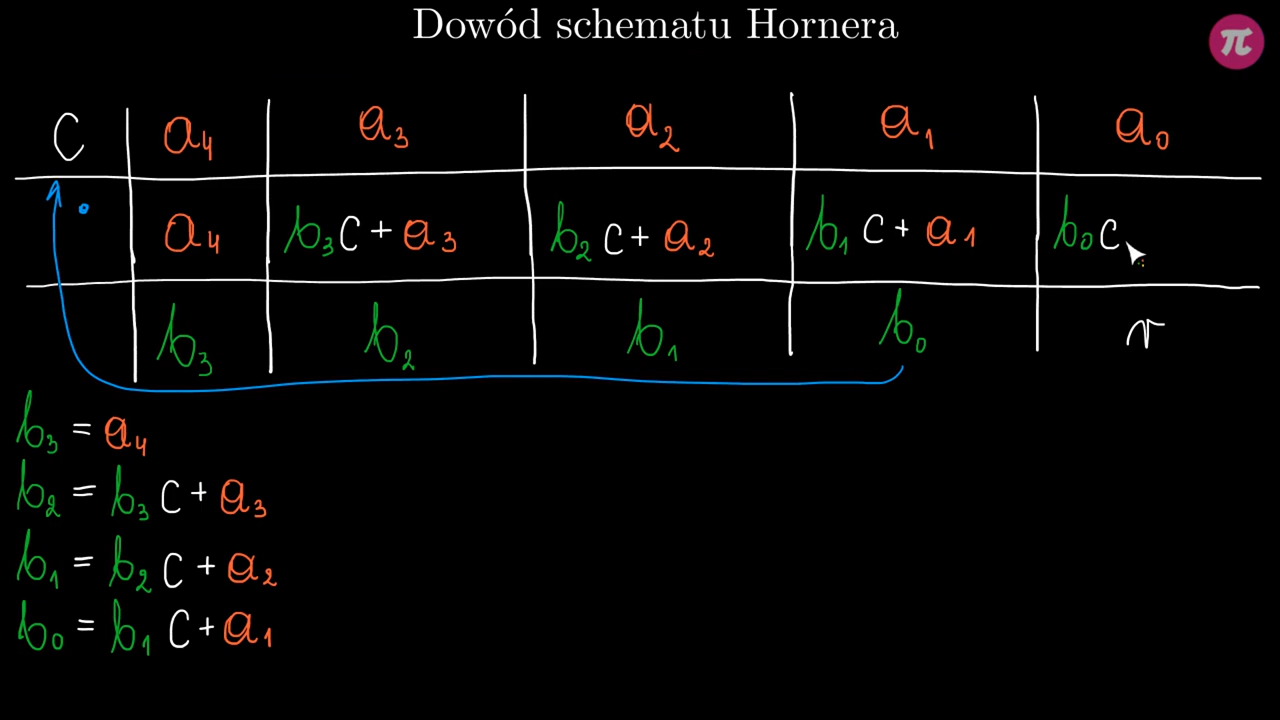 Dowód schematu Hornera
π
C a₄ a₃ a₂ a₁ a₀
a₄ b₃c + a₃ b₂c + a₂ b₁c + a₁ b₀c
b₃ b₂ b₁ b₀ r
b₃ = a₄
b₂ = b₃c + a₃
b₁ = b₂c + a₂
b₀ = b₁c + a₁